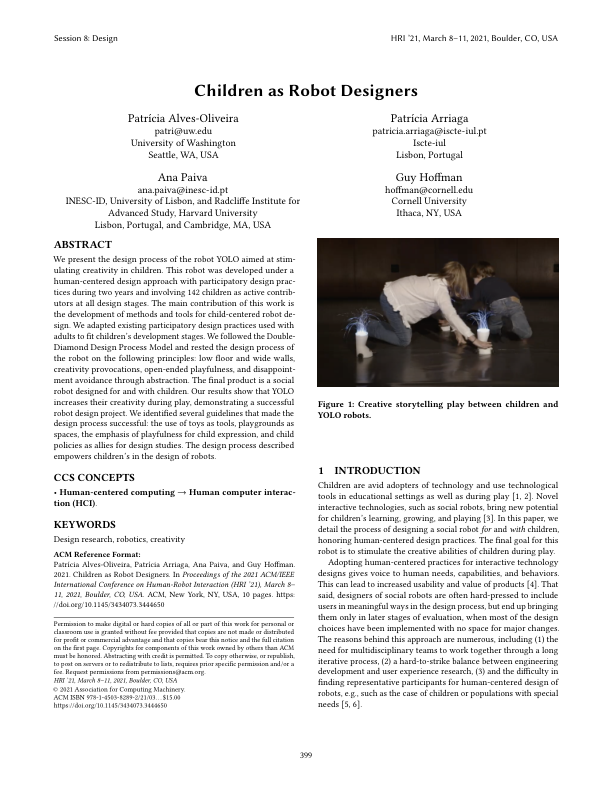 Session 8: Design
HRI ’21, March 8–11, 2021, Boulder, CO, USA
Children as Robot Designers
Patrícia Alves-Oliveira
patri@uw.edu
University of Washington
Seattle, WA, USA
Patrícia Arriaga
patricia.arriaga@iscte-iul.pt
Iscte-iul
Lisbon, Portugal
Ana Paiva
ana.paiva@inesc-id.pt
INESC-ID, University of Lisbon, and Radcliffe Institute for
Advanced Study, Harvard University
Lisbon, Portugal, and Cambridge, MA, USA
Guy Hoffman
hoffman@cornell.edu
Cornell University
Ithaca, NY, USA
ABSTRACT
We present the design process of the robot YOLO aimed at stim-
ulating creativity in children. This robot was developed under a
human-centered design approach with participatory design prac-
tices during two years and involving 142 children as active contrib-
utors at all design stages. The main contribution of this work is
the development of methods and tools for child-centered robot de-
sign. We adapted existing participatory design practices used with
adults to fit children’s development stages. We followed the Double-
Diamond Design Process Model and rested the design process of
the robot on the following principles: low floor and wide walls,
creativity provocations, open-ended playfulness, and disappoint-
ment avoidance through abstraction. The final product is a social
robot designed for and with children. Our results show that YOLO
increases their creativity during play, demonstrating a successful
robot design project. We identified several guidelines that made the
design process successful: the use of toys as tools, playgrounds as
spaces, the emphasis of playfulness for child expression, and child
policies as allies for design studies. The design process described
empowers children’s in the design of robots.
CCS CONCEPTS
• Human-centered computing → Human computer interac-
tion (HCI).
KEYWORDS
Design research, robotics, creativity
ACM Reference Format:
Patrícia Alves-Oliveira, Patrícia Arriaga, Ana Paiva, and Guy Hoffman.
2021. Children as Robot Designers. In Proceedings of the 2021 ACM/IEEE
International Conference on Human-Robot Interaction (HRI ’21), March 8–
11, 2021, Boulder, CO, USA. ACM, New York, NY, USA, 10 pages. https:
//doi.org/10.1145/3434073.3444650
Permission to make digital or hard copies of all or part of this work for personal or
classroom use is granted without fee provided that copies are not made or distributed
for profit or commercial advantage and that copies bear this notice and the full citation
on the first page. Copyrights for components of this work owned by others than ACM
must be honored. Abstracting with credit is permitted. To copy otherwise, or republish,
to post on servers or to redistribute to lists, requires prior specific permission and/or a
fee. Request permissions from permissions@acm.org.
HRI ’21, March 8–11, 2021, Boulder, CO, USA
© 2021 Association for Computing Machinery.
ACM ISBN 978-1-4503-8289-2/21/03...$15.00
https://doi.org/10.1145/3434073.3444650
Figure 1: Creative storytelling play between children and
YOLO robots.
1 INTRODUCTION
Children are avid adopters of technology and use technological
tools in educational settings as well as during play [1, 2]. Novel
interactive technologies, such as social robots, bring new potential
for children’s learning, growing, and playing [3]. In this paper, we
detail the process of designing a social robot for and with children,
honoring human-centered design practices. The final goal for this
robot is to stimulate the creative abilities of children during play.
Adopting human-centered practices for interactive technology
designs gives voice to human needs, capabilities, and behaviors.
This can lead to increased usability and value of products [4]. That
said, designers of social robots are often hard-pressed to include
users in meaningful ways in the design process, but end up bringing
them only in later stages of evaluation, when most of the design
choices have been implemented with no space for major changes.
The reasons behind this approach are numerous, including (1) the
need for multidisciplinary teams to work together through a long
iterative process, (2) a hard-to-strike balance between engineering
development and user experience research, (3) and the difficulty in
finding representative participants for human-centered design of
robots, e.g., such as the case of children or populations with special
needs [5, 6].
399